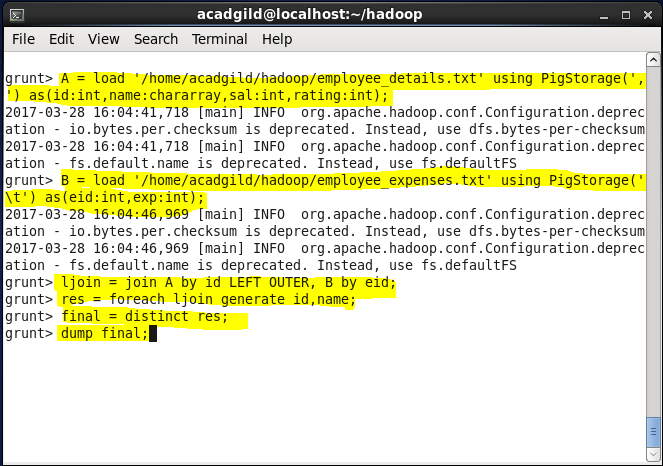 acadgild@localhost:~/hadoop
File Edit View Search Terminal Help
grunt> A = load '/home/acadgild/hadoop/employee_details.txt' using PigStorage(',
') as(id:int,name:chararray,sal:int,rating:int);
2017-03-28 16:04:41,718 [main] INFO  org.apache.hadoop.conf.Configuration.deprec
ation - io.bytes.per.checksum is deprecated. Instead, use dfs.bytes-per-checksum
2017-03-28 16:04:41,718 [main] INFO  org.apache.hadoop.conf.Configuration.deprec
ation - fs.default.name is deprecated. Instead, use fs.defaultFS
grunt> B = load '/home/acadgild/hadoop/employee_expenses.txt' using PigStorage('
\t') as(eid:int,exp:int);
2017-03-28 16:04:46,969 [main] INFO  org.apache.hadoop.conf.Configuration.deprec
ation - io.bytes.per.checksum is deprecated. Instead, use dfs.bytes-per-checksum
2017-03-28 16:04:46,969 [main] INFO  org.apache.hadoop.conf.Configuration.deprec
ation - fs.default.name is deprecated. Instead, use fs.defaultFS
grunt> ljoin = join A by id LEFT OUTER, B by eid;
grunt> res = foreach ljoin generate id,name;
grunt> final = distinct res;
grunt> dump final;